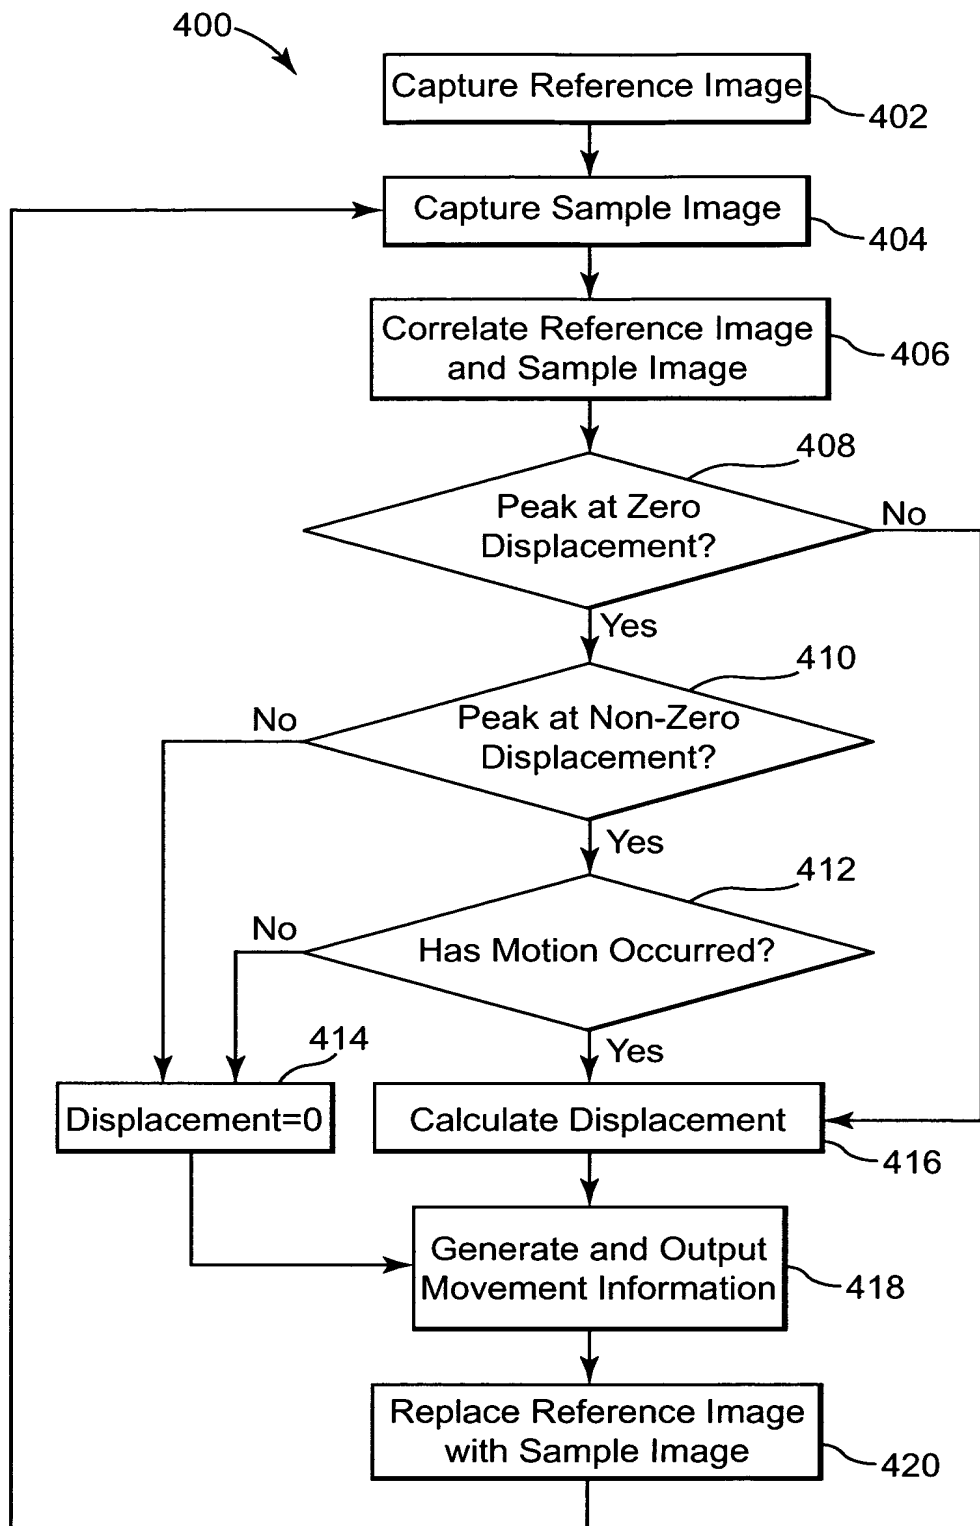 400
Capture Reference Image
402
Capture Sample Image
404
Correlate Reference Image
and Sample Image
406
408
Peak at Zero
Displacement?
No
Yes
410
No
Peak at Non-Zero
Displacement?
Yes
412
No
Has Motion Occurred?
Yes
414
Displacement=0
Calculate Displacement
416
Generate and Output
Movement Information
418
Replace Reference Image
with Sample Image
420